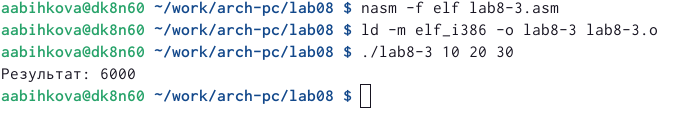 aabihkova@dk8n60 ~/work/arch-pc/lab08 $ nasm -f elf lab8-3.asm
aabihkova@dk8n60 ~/work/arch-pc/lab08 $ ld -m elf_i386 -o lab8-3 lab8-3.o
aabihkova@dk8n60 ~/work/arch-pc/lab08 $ ./lab8-3 10 20 30
Результат: 6000
aabihkova@dk8n60 ~/work/arch-pc/lab08 $